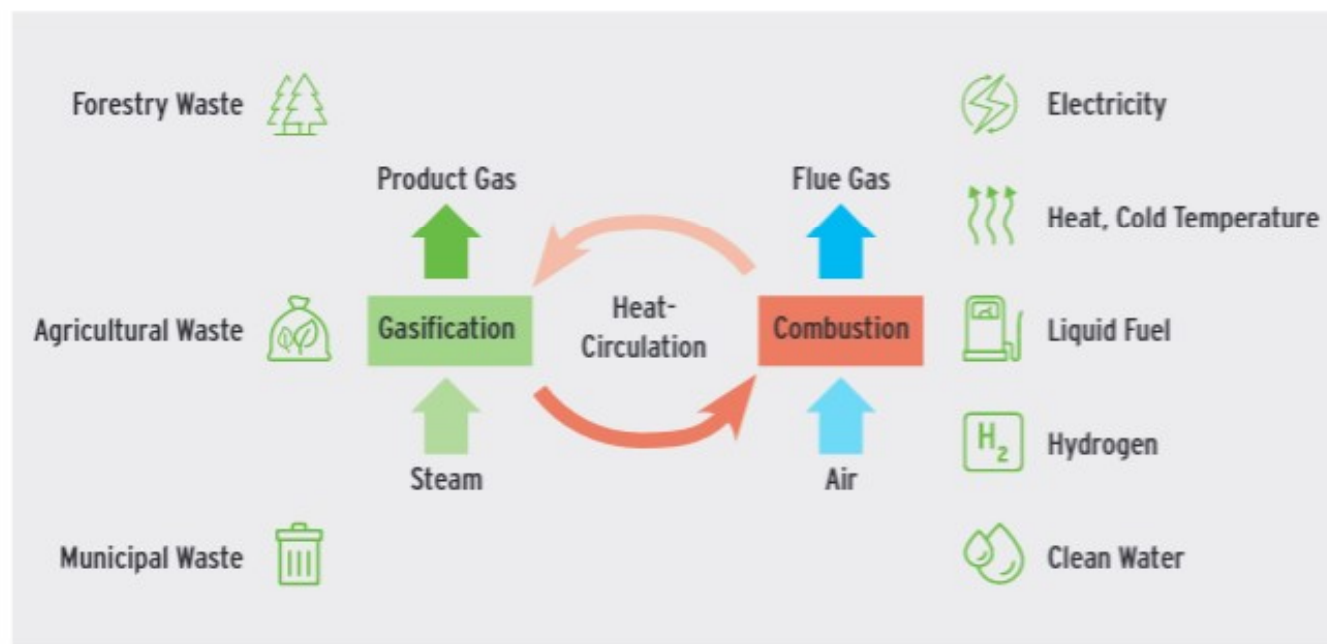 Forestry Waste
Electricity
Product Gas
Flue Gas
Heat, Cold Temperature
Agricultural Waste
Gasification
Heat-
Circulation
Combustion
Liquid Fuel
H2
Hydrogen
Steam
Air
Municipal Waste
Clean Water